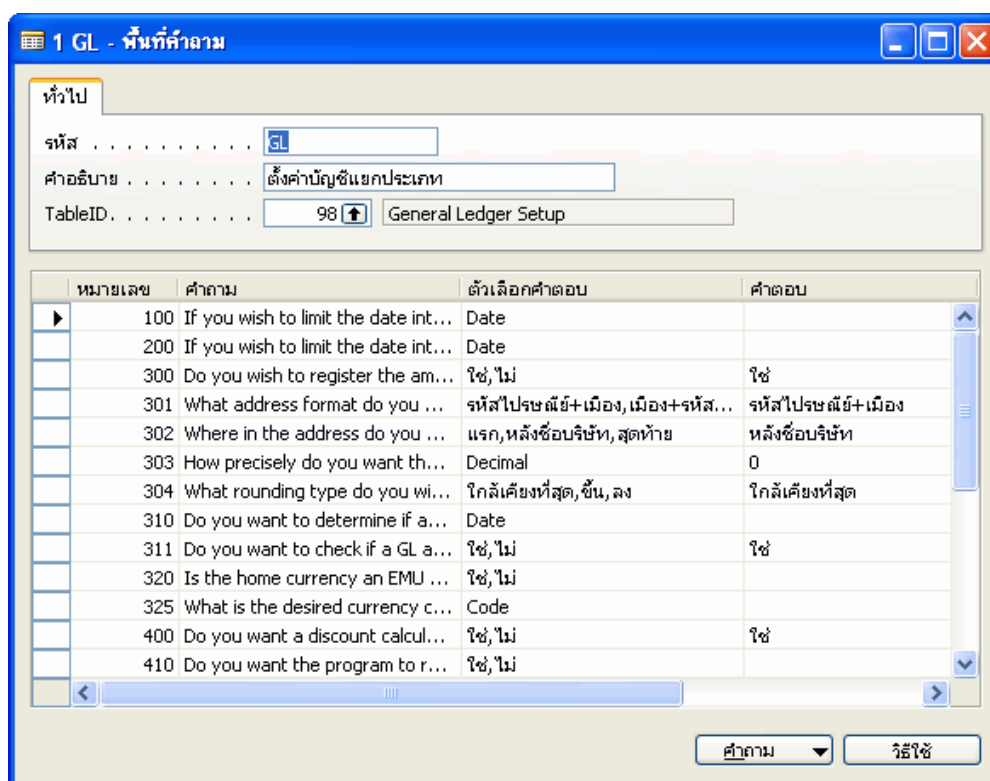 1 GL - พื้นที่คำถาม
ทั่วไป
รหัส . . . . . . . . . . GL
คำอธิบาย . . . . . . . . ตั้งค่าบัญชีแยกประเภท
TableID. . . . . . . . . 98 General Ledger Setup
หมายเลข คำถาม ตัวเลือกคำตอบ คำตอบ
100 If you wish to limit the date int... Date
200 If you wish to limit the date int... Date
300 Do you wish to register the am... ใช่,ไม่ ใช่
301 What address format do you ... รหัสไปรษณีย์+เมือง,เมือง+รหัส... รหัสไปรษณีย์+เมือง
302 Where in the address do you ... แรก,หลังชื่อบริษัท,สุดท้าย หลังชื่อบริษัท
303 How precisely do you want th... Decimal 0
304 What rounding type do you wi... ใกล้เคียงที่สุด,ขึ้น,ลง ใกล้เคียงที่สุด
310 Do you want to determine if a... Date
311 Do you want to check if a GL a... ใช่,ไม่ ใช่
320 Is the home currency an EMU ... ใช่,ไม่
325 What is the desired currency c... Code
400 Do you want a discount calcul... ใช่,ไม่ ใช่
410 Do you want the program to r... ใช่,ไม่
คำถาม วิธีใช้